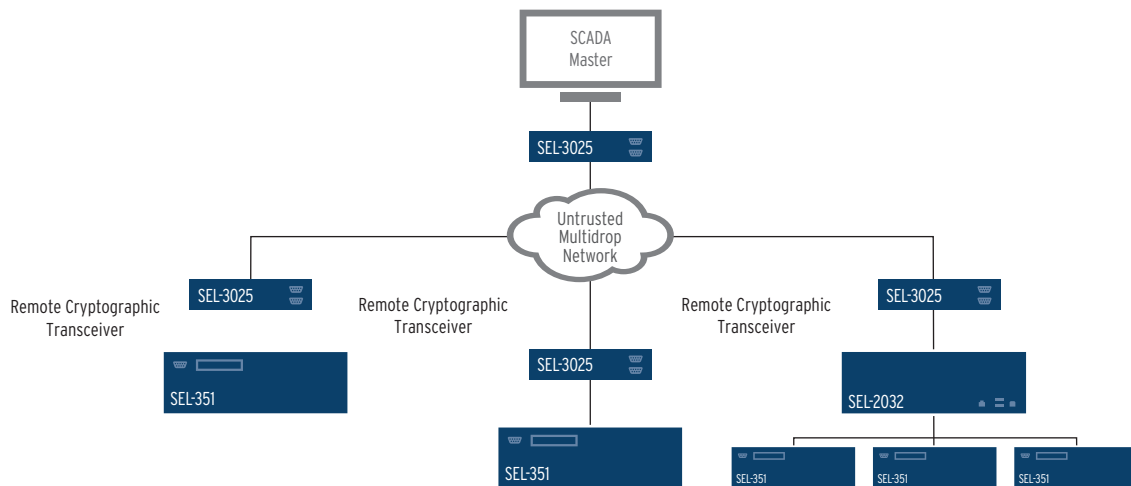 SCADA
Master
SEL-3025
Untrusted
Multidrop
Network
SEL-3025
Remote Cryptographic
Transceiver
SEL-351
Remote Cryptographic
Transceiver
SEL-3025
SEL-351
Remote Cryptographic
Transceiver
SEL-3025
SEL-2032
SEL-351
SEL-351
SEL-351